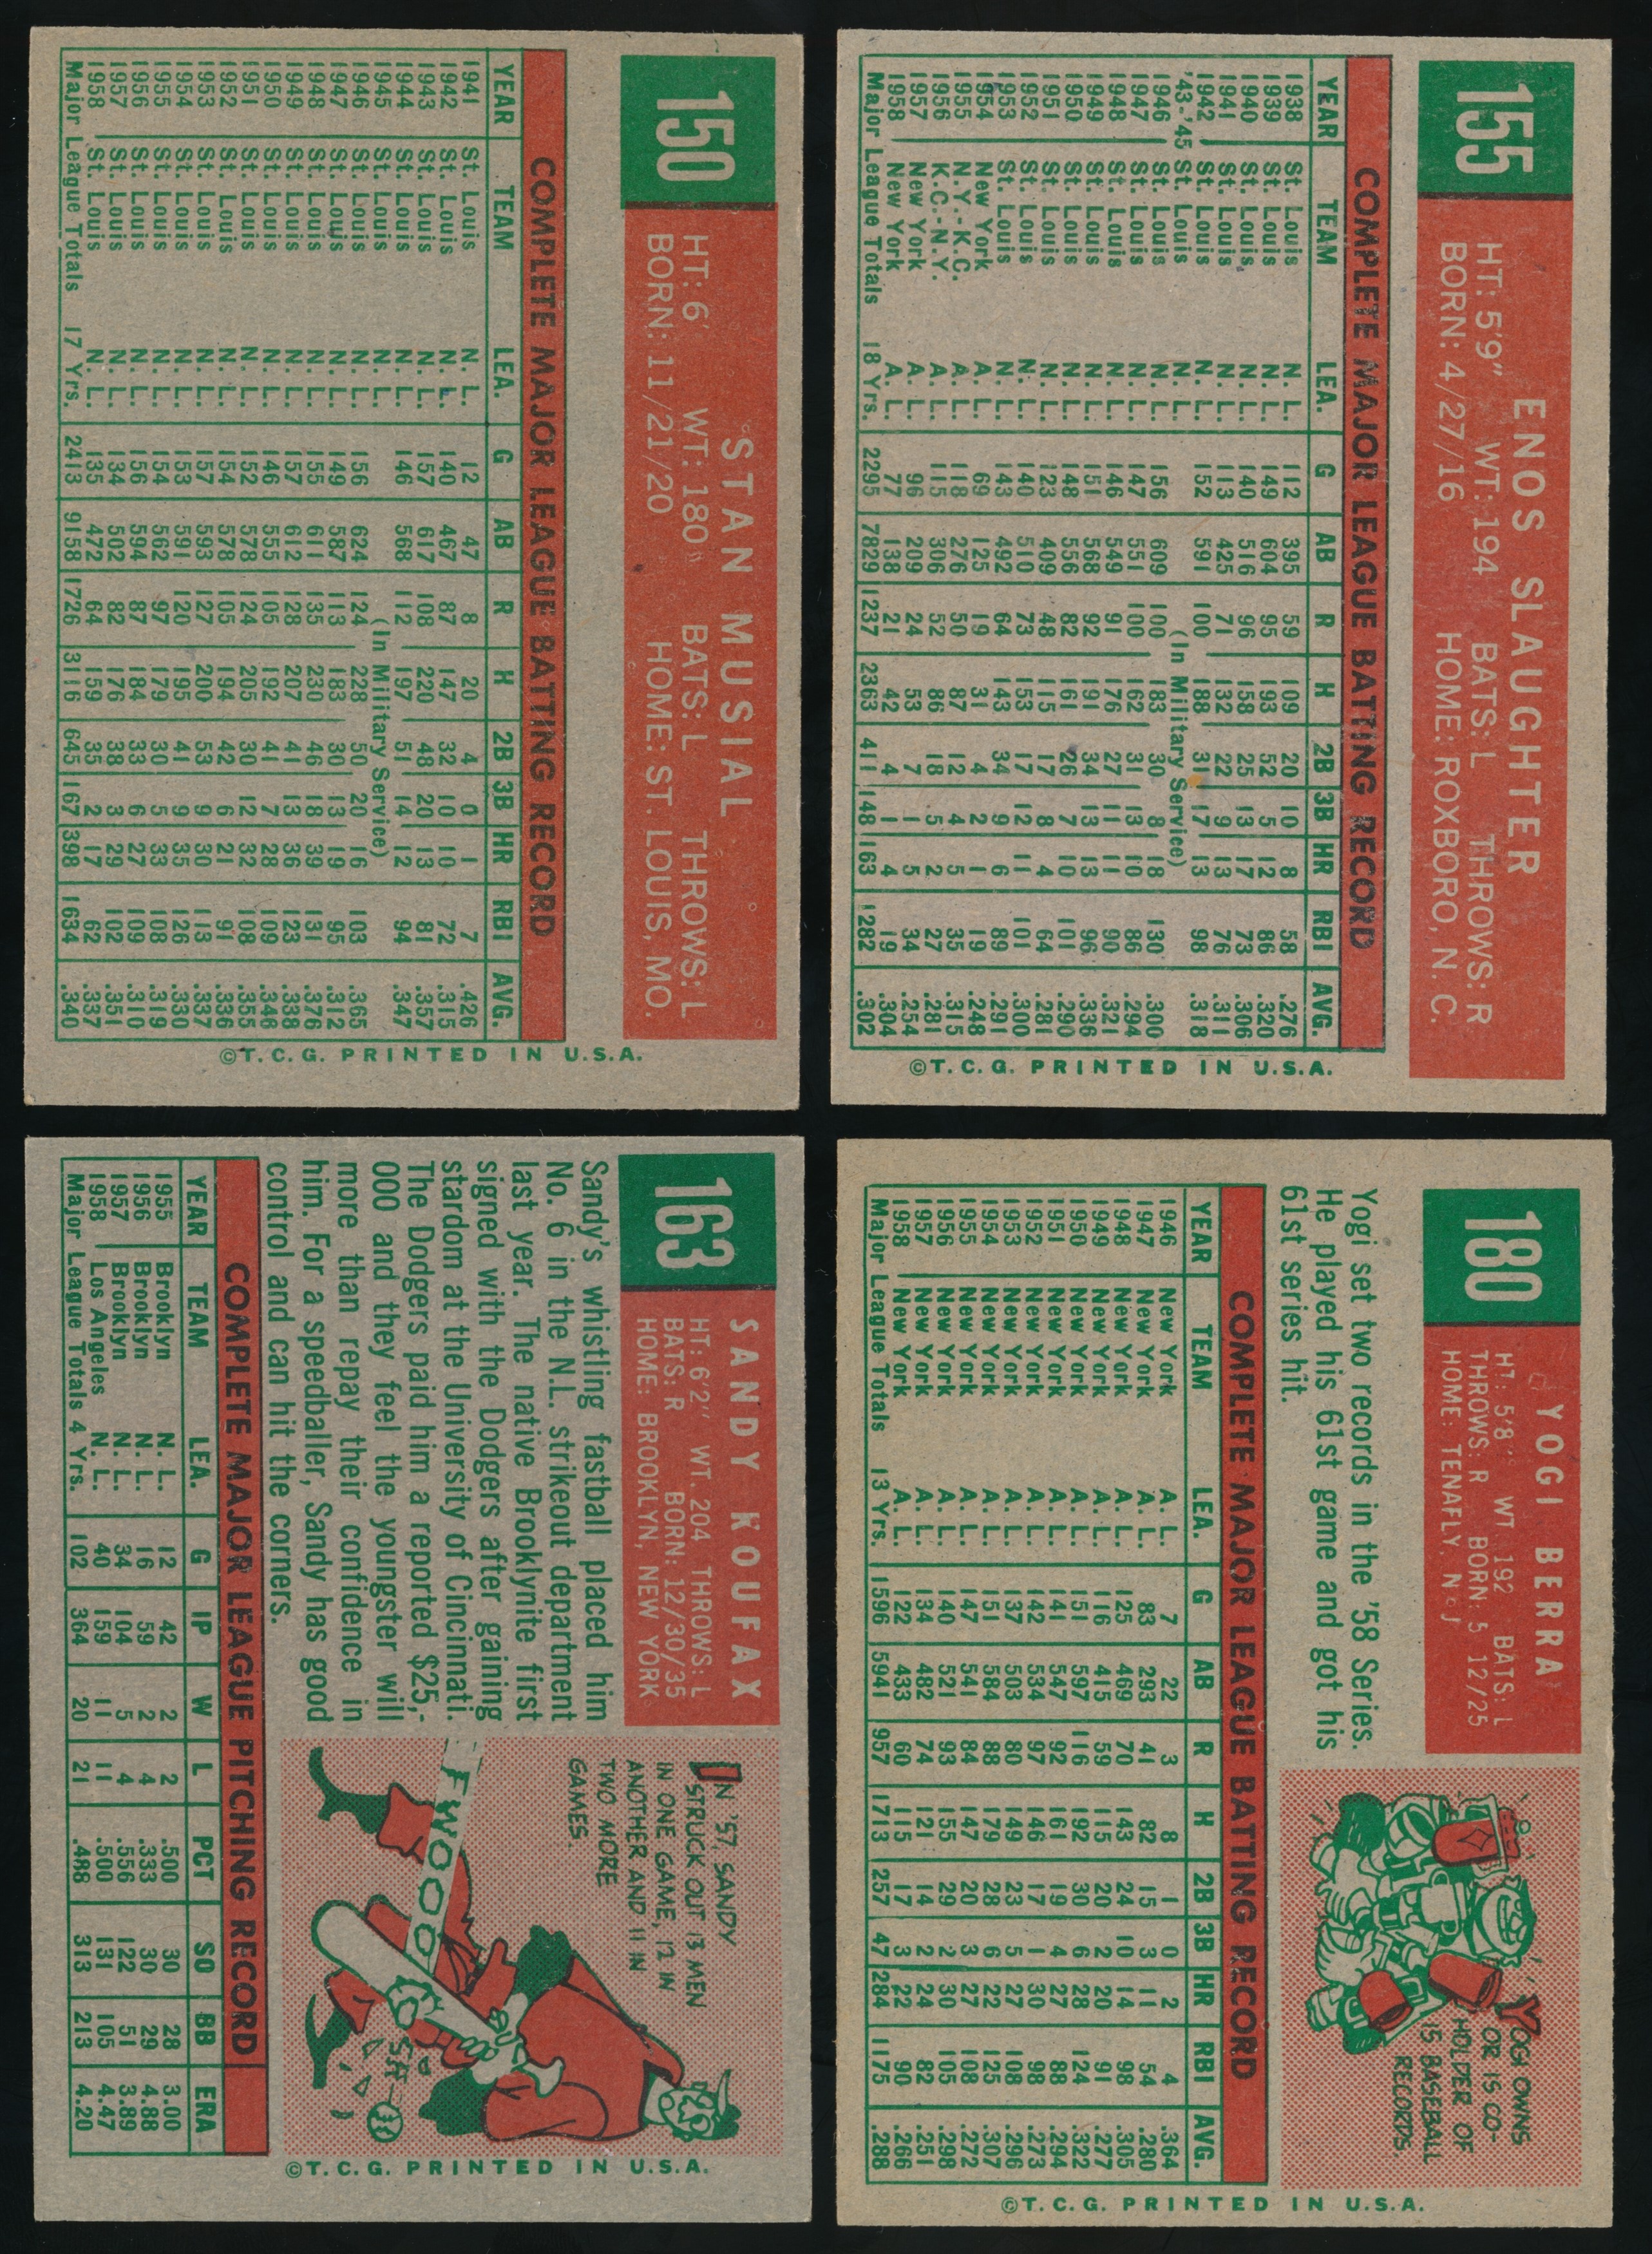 155 ENOS SLAUGHTER
HT: 5'9" WT: 194 BATS: L THROWS: R
BORN: 4/27/16 HOME: ROXBORO, N. C.
COMPLETE MAJOR LEAGUE BATTING RECORD
YEAR TEAM LEA. G AB R H 2B 3B HR RBI AVG.
1938 St. Louis N. L. 112 395 59 109 20 10 8 58 .276
1939 St. Louis N. L. 149 604 95 193 52 5 12 86 .320
1940 St. Louis N. L. 140 516 96 158 25 13 17 73 .306
1941 St. Louis N. L. 113 425 71 132 22 9 13 76 .311
1942 St. Louis N. L. 152 591 100 188 31 17 13 98 .318
'43-'45 St. Louis N. L. (In Military Service)
1946 St. Louis N. L. 156 609 100 183 30 8 18 130 .300
1947 St. Louis N. L. 147 551 100 162 31 13 10 86 .294
1948 St. Louis N. L. 146 549 91 176 27 11 11 90 .321
1949 St. Louis N. L. 151 568 92 191 34 13 13 96 .336
1950 St. Louis N. L. 148 556 82 161 26 7 10 101 .290
1951 St. Louis N. L. 123 409 48 115 17 8 4 64 .281
1952 St. Louis N. L. 140 510 73 153 17 12 11 101 .300
1953 St. Louis N. L. 143 492 64 143 34 9 6 89 .291
1954 New York A. L. 69 125 19 31 4 2 1 19 .248
1955 N.Y.-K.C. A. L. 118 276 50 87 12 4 5 35 .315
1956 K.C.-N.Y. A. L. 115 306 52 86 18 5 2 27 .281
1957 New York A. L. 96 209 24 53 7 1 5 34 .254
1958 New York A. L. 77 138 21 42 4 1 4 19 .304
Major League Totals 18 Yrs. 2295 7829 1237 2363 411 148 163 1282 .302
©T. C. G. PRINTED IN U.S.A.
180 YOGI BERRA
HT: 5'8" WT. 192 BATS: L
THROWS: R BORN: 5 12/25
HOME: TENAFLY, N. J
Yogi set two records in the '58 Series.
He played his 61st game and got his
61st series hit.
YOGI OWNS
OR IS CO-
HOLDER OF
15 BASEBALL
RECORDS.
COMPLETE MAJOR LEAGUE BATTING RECORD
YEAR TEAM LEA. G AB R H 2B 3B HR RBI AVG.
1946 New York A. L. 7 22 3 8 1 0 2 4 .364
1947 New York A. L. 83 293 41 82 15 3 11 54 .280
1948 New York A. L. 125 469 70 143 24 10 14 98 .305
1949 New York A. L. 116 415 59 115 20 2 20 91 .277
1950 New York A. L. 151 597 116 192 30 6 28 124 .322
1951 New York A. L. 141 547 92 161 19 4 27 88 .294
1952 New York A. L. 142 534 97 146 17 1 30 98 .273
1953 New York A. L. 137 503 80 149 23 5 27 108 .296
1954 New York A. L. 151 584 88 179 28 6 22 125 .307
1955 New York A. L. 147 541 84 147 20 3 27 108 .272
1956 New York A. L. 140 521 93 155 29 2 30 105 .298
1957 New York A. L. 134 482 74 121 14 2 24 82 .251
1958 New York A. L. 122 433 60 115 17 3 22 90 .266
Major League Totals 13 Yrs. 1596 5941 957 1713 257 47 284 1175 .288
©T. C. G. PRINTED IN U.S.A.
150 STAN MUSIAL
HT: 6' WT: 180 BATS: L THROWS: L
BORN: 11/21/20 HOME: ST. LOUIS, MO.
COMPLETE MAJOR LEAGUE BATTING RECORD
YEAR TEAM LEA. G AB R H 2B 3B HR RBI AVG.
1941 St. Louis N. L. 12 47 8 20 4 0 1 7 .426
1942 St. Louis N. L. 140 467 87 147 32 10 10 72 .315
1943 St. Louis N. L. 157 617 108 220 48 20 13 81 .357
1944 St. Louis N. L. 146 568 112 197 51 14 12 94 .347
1945 St. Louis N. L. (In Military Service)
1946 St. Louis N. L. 156 624 124 228 50 20 16 103 .365
1947 St. Louis N. L. 149 587 113 183 30 13 19 95 .312
1948 St. Louis N. L. 155 611 135 230 46 18 39 131 .376
1949 St. Louis N. L. 157 612 128 207 41 13 36 123 .338
1950 St. Louis N. L. 146 555 105 192 41 7 28 109 .346
1951 St. Louis N. L. 152 578 124 205 30 12 32 108 .355
1952 St. Louis N. L. 154 578 105 194 42 6 21 91 .336
1953 St. Louis N. L. 157 593 127 200 53 9 30 113 .337
1954 St. Louis N. L. 153 591 120 195 41 9 35 126 .330
1955 St. Louis N. L. 154 562 97 179 30 5 33 108 .319
1956 St. Louis N. L. 156 594 87 184 33 6 27 109 .310
1957 St. Louis N. L. 134 502 82 176 38 3 29 102 .351
1958 St. Louis N. L. 135 472 64 159 35 2 17 62 .337
Major League Totals 17 Yrs. 2413 9158 1726 3116 645 167 398 1634 .340
©T. C. G. PRINTED IN U.S.A.
163 SANDY KOUFAX
HT: 6'2" WT. 204 THROWS: L
BATS: R BORN: 12/30/35
HOME: BROOKLYN, NEW YORK
Sandy's whistling fastball placed him
No. 6 in the N.L. strikeout department
last year. The native Brooklynite first
signed with the Dodgers after gaining
stardom at the University of Cincinnati.
The Dodgers paid him a reported $25,-
000 and they feel the youngster will
more than repay their confidence in
him. For a speedballer, Sandy has good
control and can hit the corners.
IN '57, SANDY
STRUCK OUT 13 MEN
IN ONE GAME, 12 IN
ANOTHER AND 11 IN
TWO MORE
GAMES.
FWOOOO
COMPLETE MAJOR LEAGUE PITCHING RECORD
YEAR TEAM LEA. G IP W L PCT SO BB ERA
1955 Brooklyn N. L. 12 42 2 2 .500 30 28 3.00
1956 Brooklyn N. L. 16 59 2 4 .333 30 29 4.88
1957 Brooklyn N. L. 34 104 5 4 .556 122 51 3.89
1958 Los Angeles N. L. 40 159 11 11 .500 131 105 4.47
Major League Totals 4 Yrs. 102 364 20 21 .488 313 213 4.20
©T. C. G. PRINTED IN U.S.A.